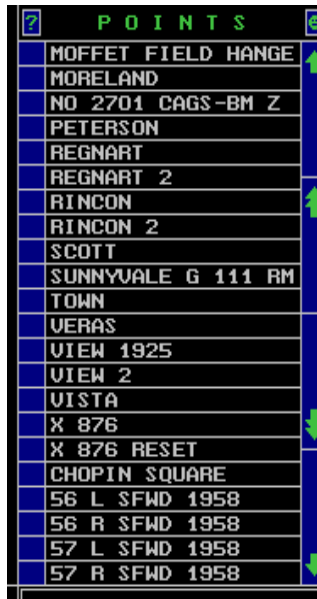 ? POINTS
MOFFET FIELD HANGE
MORELAND
NO 2701 CAGS-BM Z
PETERSON
REGNART
REGNART 2
RINCON
RINCON 2
SCOTT
SUNNYVALE G 111 RM
TOWN
VERAS
VIEW 1925
VIEW 2
VISTA
X 876
X 876 RESET
CHOPIN SQUARE
56 L SFWD 1958
56 R SFWD 1958
57 L SFWD 1958
57 R SFWD 1958